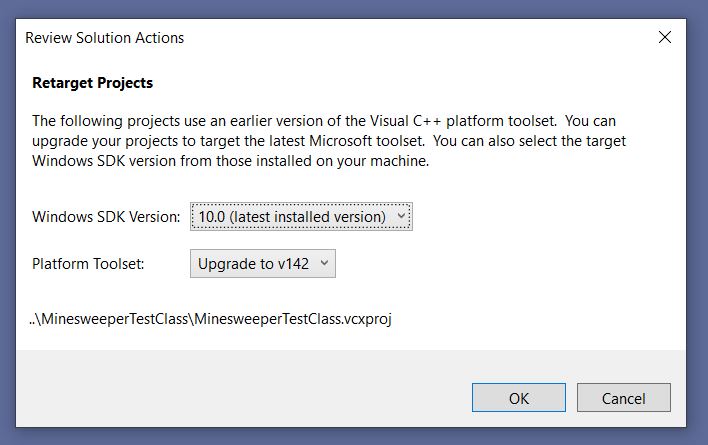 Review Solution Actions
Retarget Projects
The following projects use an earlier version of the Visual C++ platform toolset.  You can
upgrade your projects to target the latest Microsoft toolset.  You can also select the target
Windows SDK version from those installed on your machine.
Windows SDK Version: 10.0 (latest installed version)
Platform Toolset: Upgrade to v142
..\MinesweeperTestClass\MinesweeperTestClass.vcxproj
OK Cancel